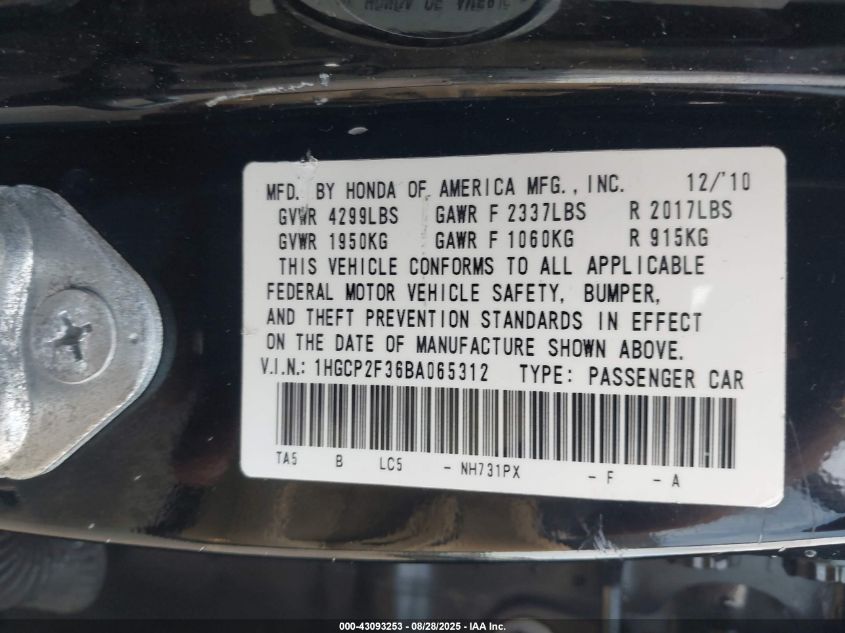 MFD. BY HONDA OF AMERICA MFG., INC. 12/'10
GVWR 4299LBS GAWR F 2337LBS R 2017LBS
GVWR 1950KG GAWR F 1060KG R 915KG
THIS VEHICLE CONFORMS TO ALL APPLICABLE
FEDERAL MOTOR VEHICLE SAFETY, BUMPER,
AND THEFT PREVENTION STANDARDS IN EFFECT
ON THE DATE OF MANUFACTURE SHOWN ABOVE.
V.I.N.: 1HGCP2F36BA065312 TYPE: PASSENGER CAR
TA5 B LC5 - NH731PX - F - A
000-43093253 - 08/28/2025 - IAA Inc.